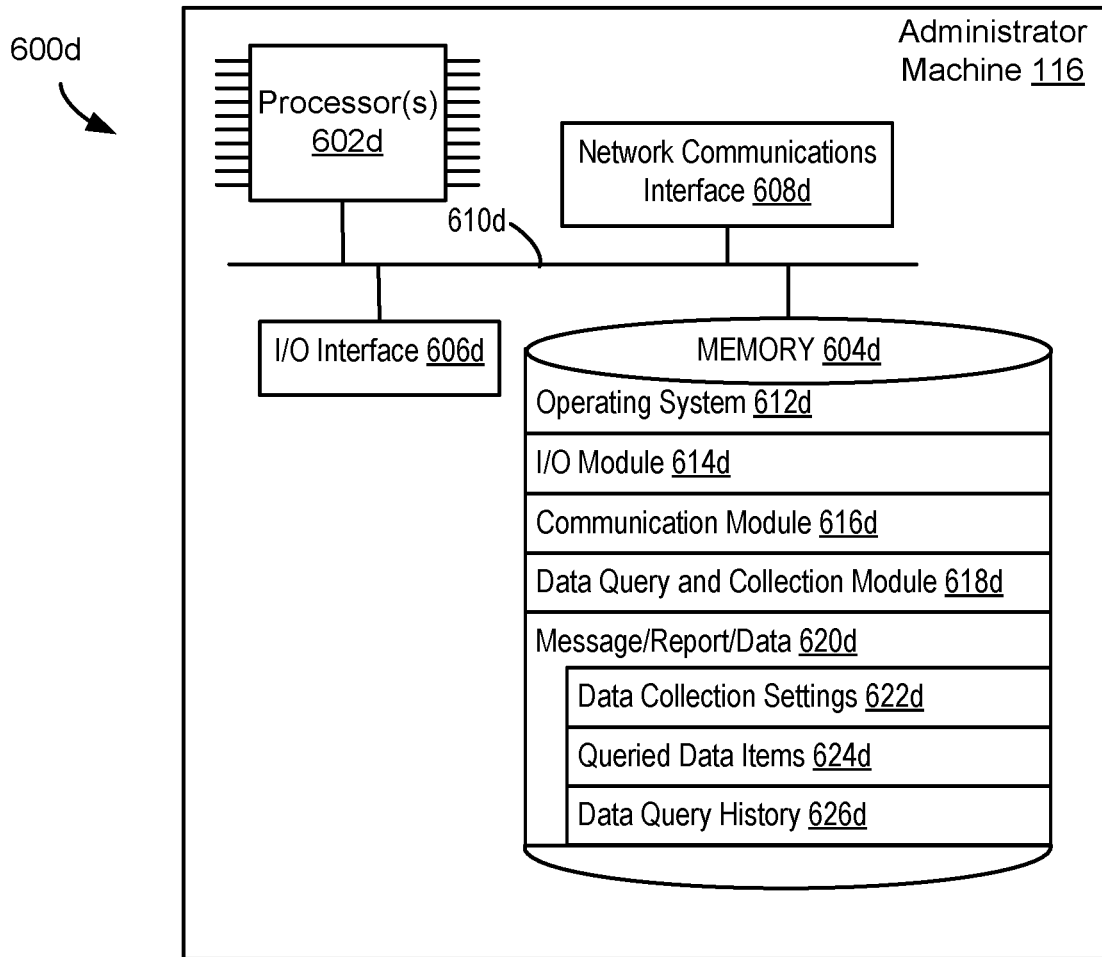 600d
Administrator
Machine 116
Processor(s)
602d
Network Communications
Interface 608d
610d
I/O Interface 606d
MEMORY 604d
Operating System 612d
I/O Module 614d
Communication Module 616d
Data Query and Collection Module 618d
Message/Report/Data 620d
Data Collection Settings 622d
Queried Data Items 624d
Data Query History 626d